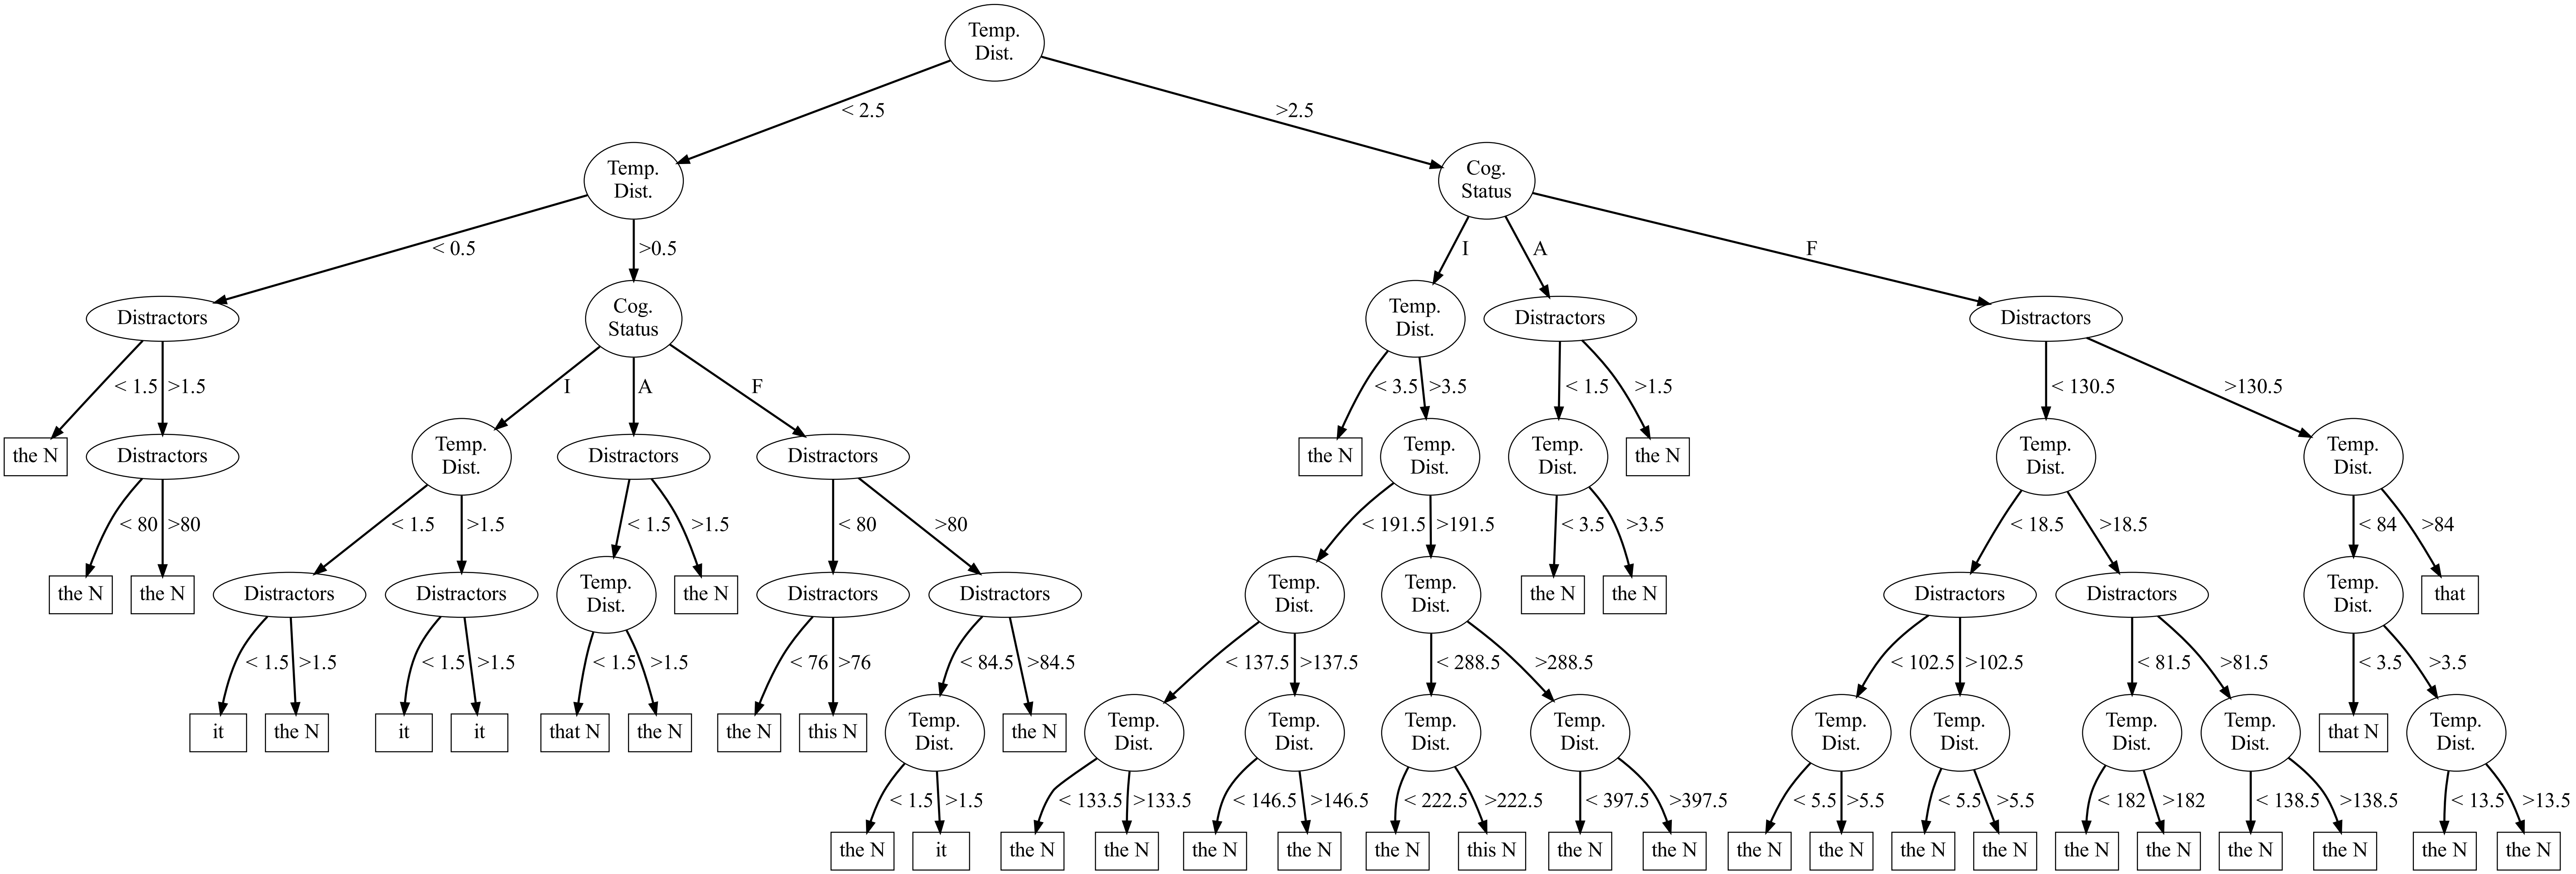 Temp.
Dist.
< 2.5
>2.5
Temp.
Dist.
Cog.
Status
< 0.5
>0.5
I
A
F
Distractors
Cog.
Status
Temp.
Dist.
Distractors
Distractors
< 1.5
>1.5
I
A
F
< 3.5
>3.5
< 1.5
>1.5
< 130.5
>130.5
the N
Distractors
Temp.
Dist.
Distractors
Distractors
the N
Temp.
Dist.
Temp.
Dist.
the N
Temp.
Dist.
Temp.
Dist.
< 80
>80
< 1.5
>1.5
< 1.5
>1.5
< 80
>80
< 191.5
>191.5
< 3.5
>3.5
< 18.5
>18.5
< 84
>84
the N
the N
Distractors
Distractors
Temp.
Dist.
the N
Distractors
Distractors
Temp.
Dist.
Temp.
Dist.
the N
the N
Distractors
Distractors
Temp.
Dist.
that
< 1.5
>1.5
< 1.5
>1.5
< 1.5
>1.5
< 76
>76
< 84.5
>84.5
< 137.5
>137.5
< 288.5
>288.5
< 102.5
>102.5
< 81.5
>81.5
< 3.5
>3.5
it
the N
it
it
that N
the N
the N
this N
Temp.
Dist.
the N
Temp.
Dist.
Temp.
Dist.
Temp.
Dist.
Temp.
Dist.
Temp.
Dist.
Temp.
Dist.
Temp.
Dist.
Temp.
Dist.
that N
Temp.
Dist.
< 1.5
>1.5
< 133.5
>133.5
< 146.5
>146.5
< 222.5
>222.5
< 397.5
>397.5
< 5.5
>5.5
< 5.5
>5.5
< 182
>182
< 138.5
>138.5
< 13.5
>13.5
the N
it
the N
the N
the N
the N
the N
this N
the N
the N
the N
the N
the N
the N
the N
the N
the N
the N
the N
the N